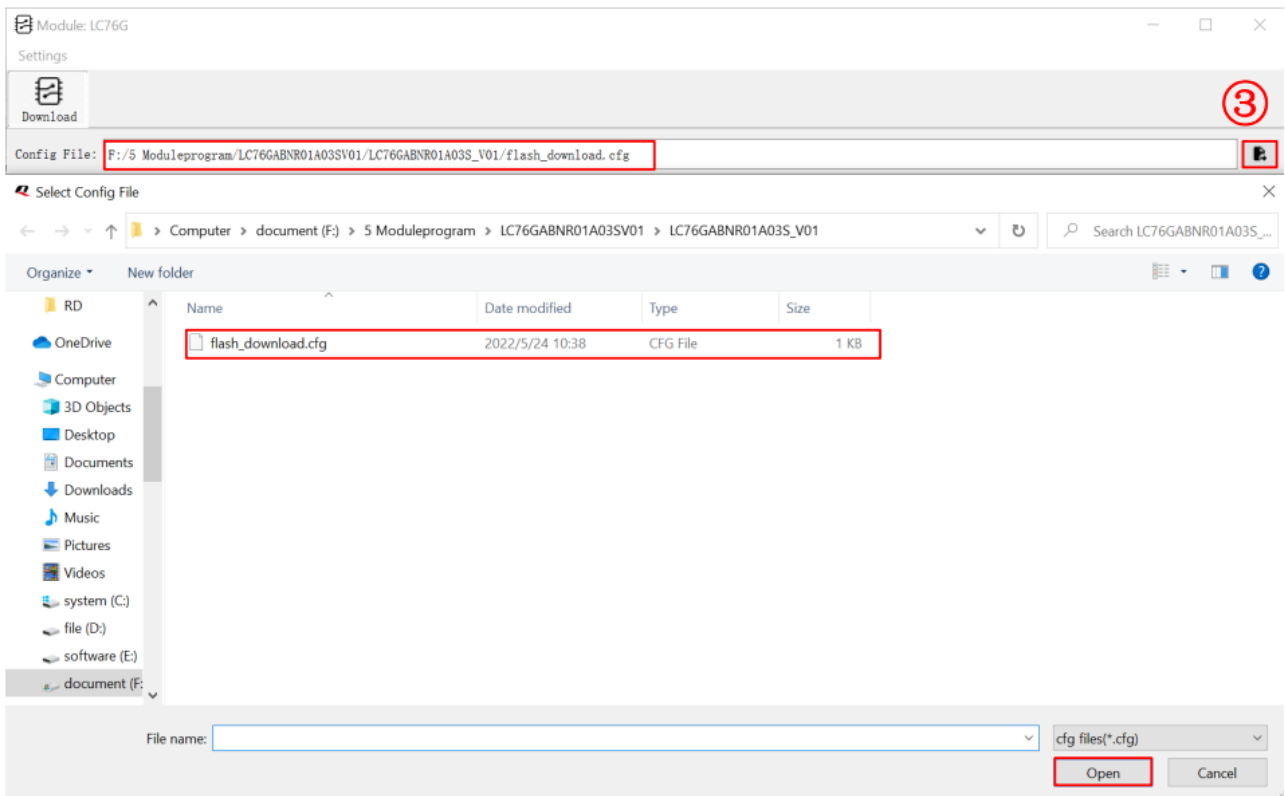 Module: LC76G
Settings
Download
③
Config File: F:/5 Moduleprogram/LC76GABNR01A03SV01/LC76GABNR01A03S_V01/flash_download.cfg
Select Config File
Computer > document (F:) > 5 Moduleprogram > LC76GABNR01A03SV01 > LC76GABNR01A03S_V01
Search LC76GABNR01A03S_...
Organize
New folder
Name Date modified Type Size
flash_download.cfg 2022/5/24 10:38 CFG File 1 KB
RD
OneDrive
Computer
3D Objects
Desktop
Documents
Downloads
Music
Pictures
Videos
system (C:)
file (D:)
software (E:)
document (F:
File name:
cfg files(*.cfg)
Open Cancel